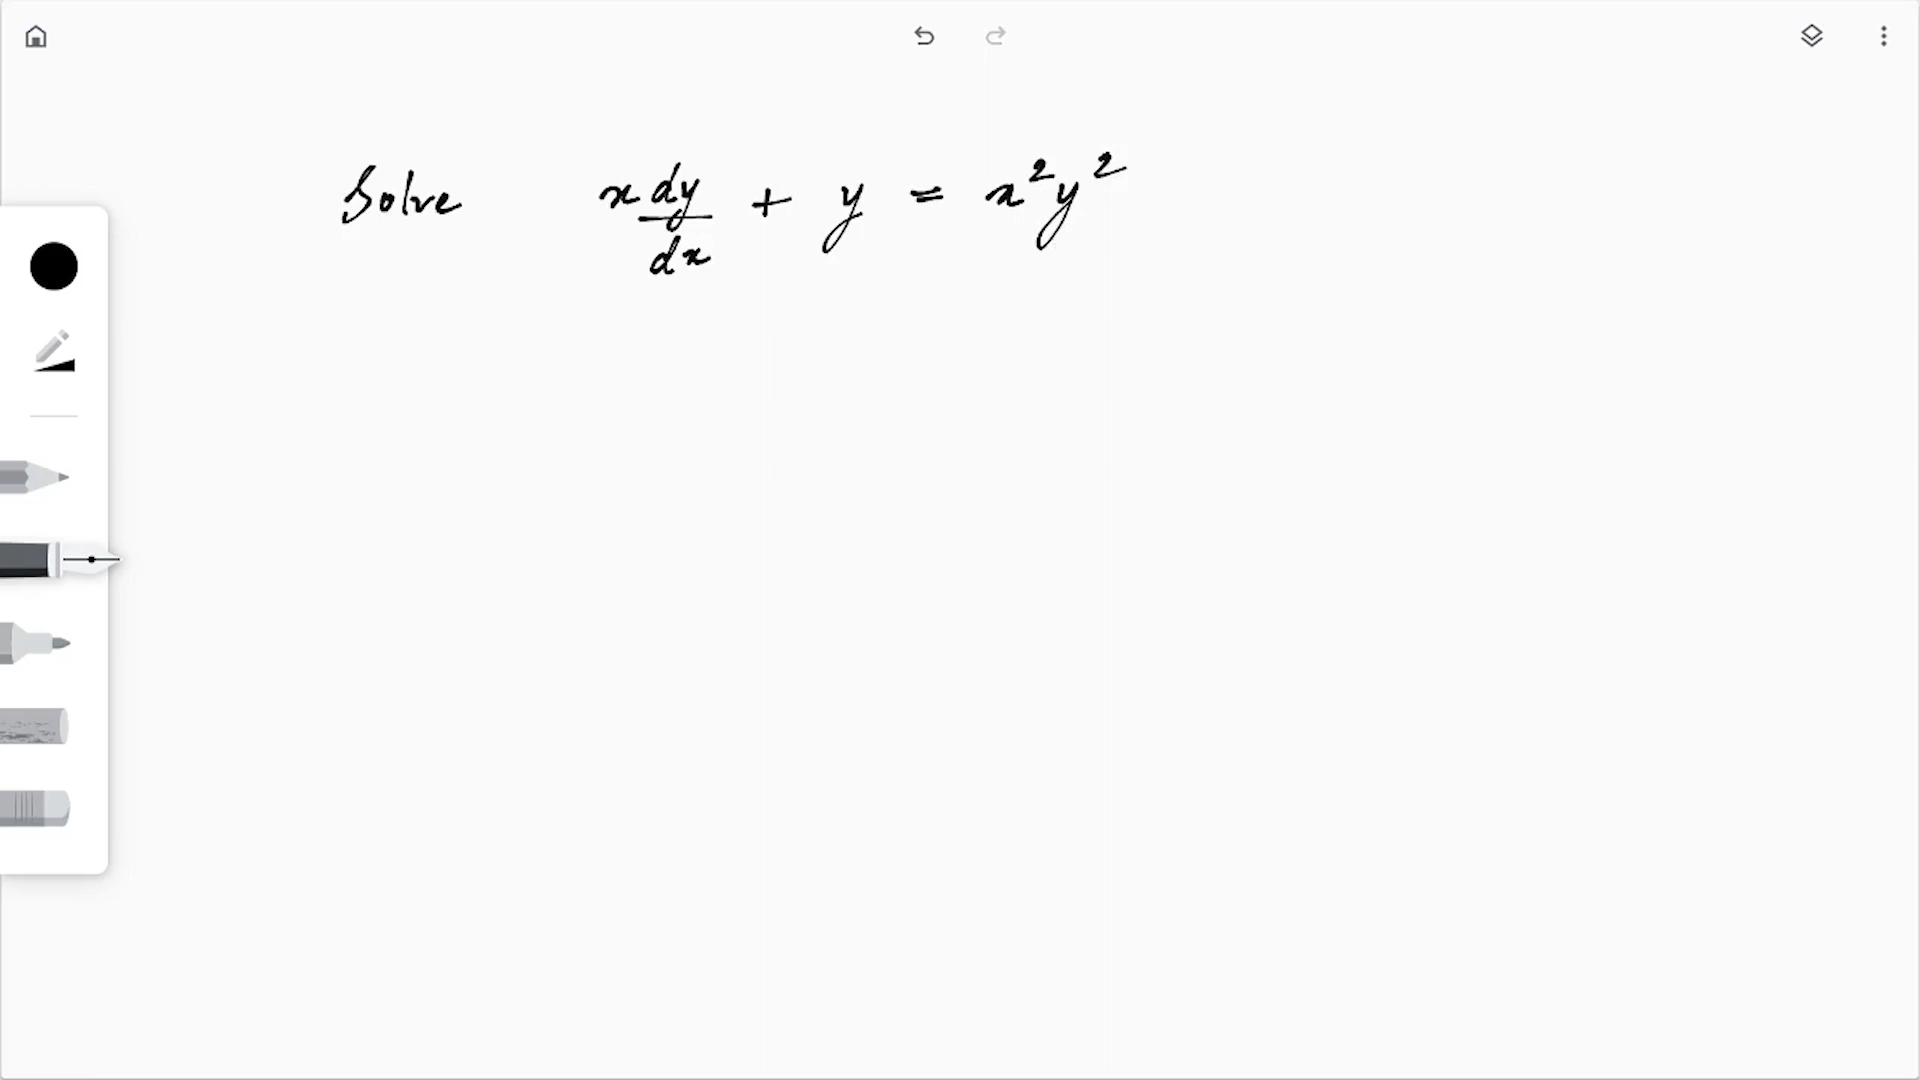 Solve x dy/dx + y = x²y²